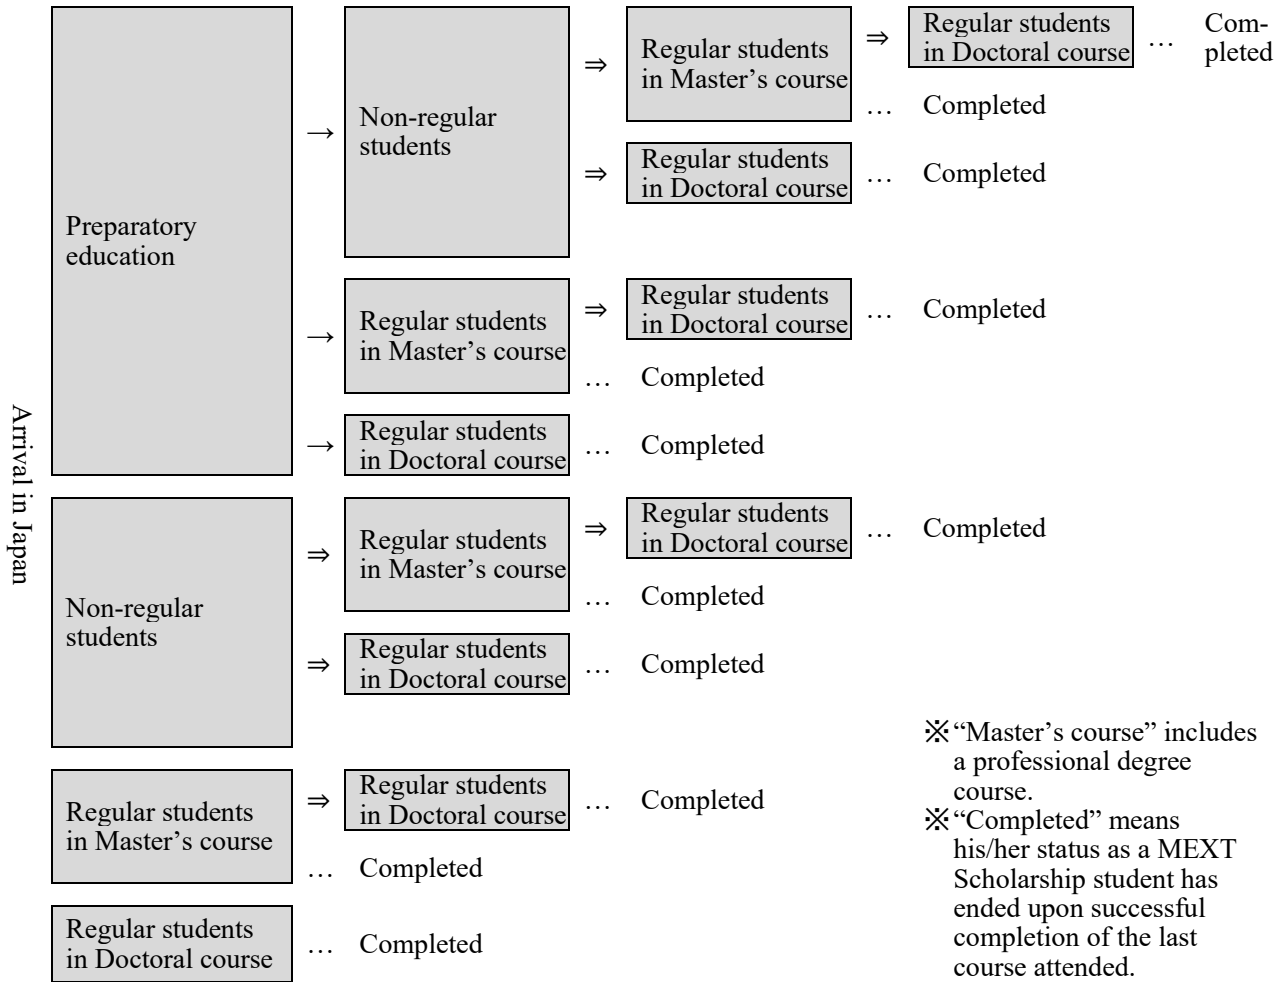 Arrival in Japan
Preparatory
education
→
Non-regular
students
⇒
Regular students
in Master’s course
⇒
Regular students
in Doctoral course
…
Com-
pleted
…
Completed
⇒
Regular students
in Doctoral course
…
Completed
→
Regular students
in Master’s course
⇒
Regular students
in Doctoral course
…
Completed
…
Completed
→
Regular students
in Doctoral course
…
Completed
Non-regular
students
⇒
Regular students
in Master’s course
⇒
Regular students
in Doctoral course
…
Completed
…
Completed
⇒
Regular students
in Doctoral course
…
Completed
Regular students
in Master’s course
⇒
Regular students
in Doctoral course
…
Completed
…
Completed
Regular students
in Doctoral course
…
Completed
※“Master’s course” includes
a professional degree
course.
※“Completed” means
his/her status as a MEXT
Scholarship student has
ended upon successful
completion of the last
course attended.